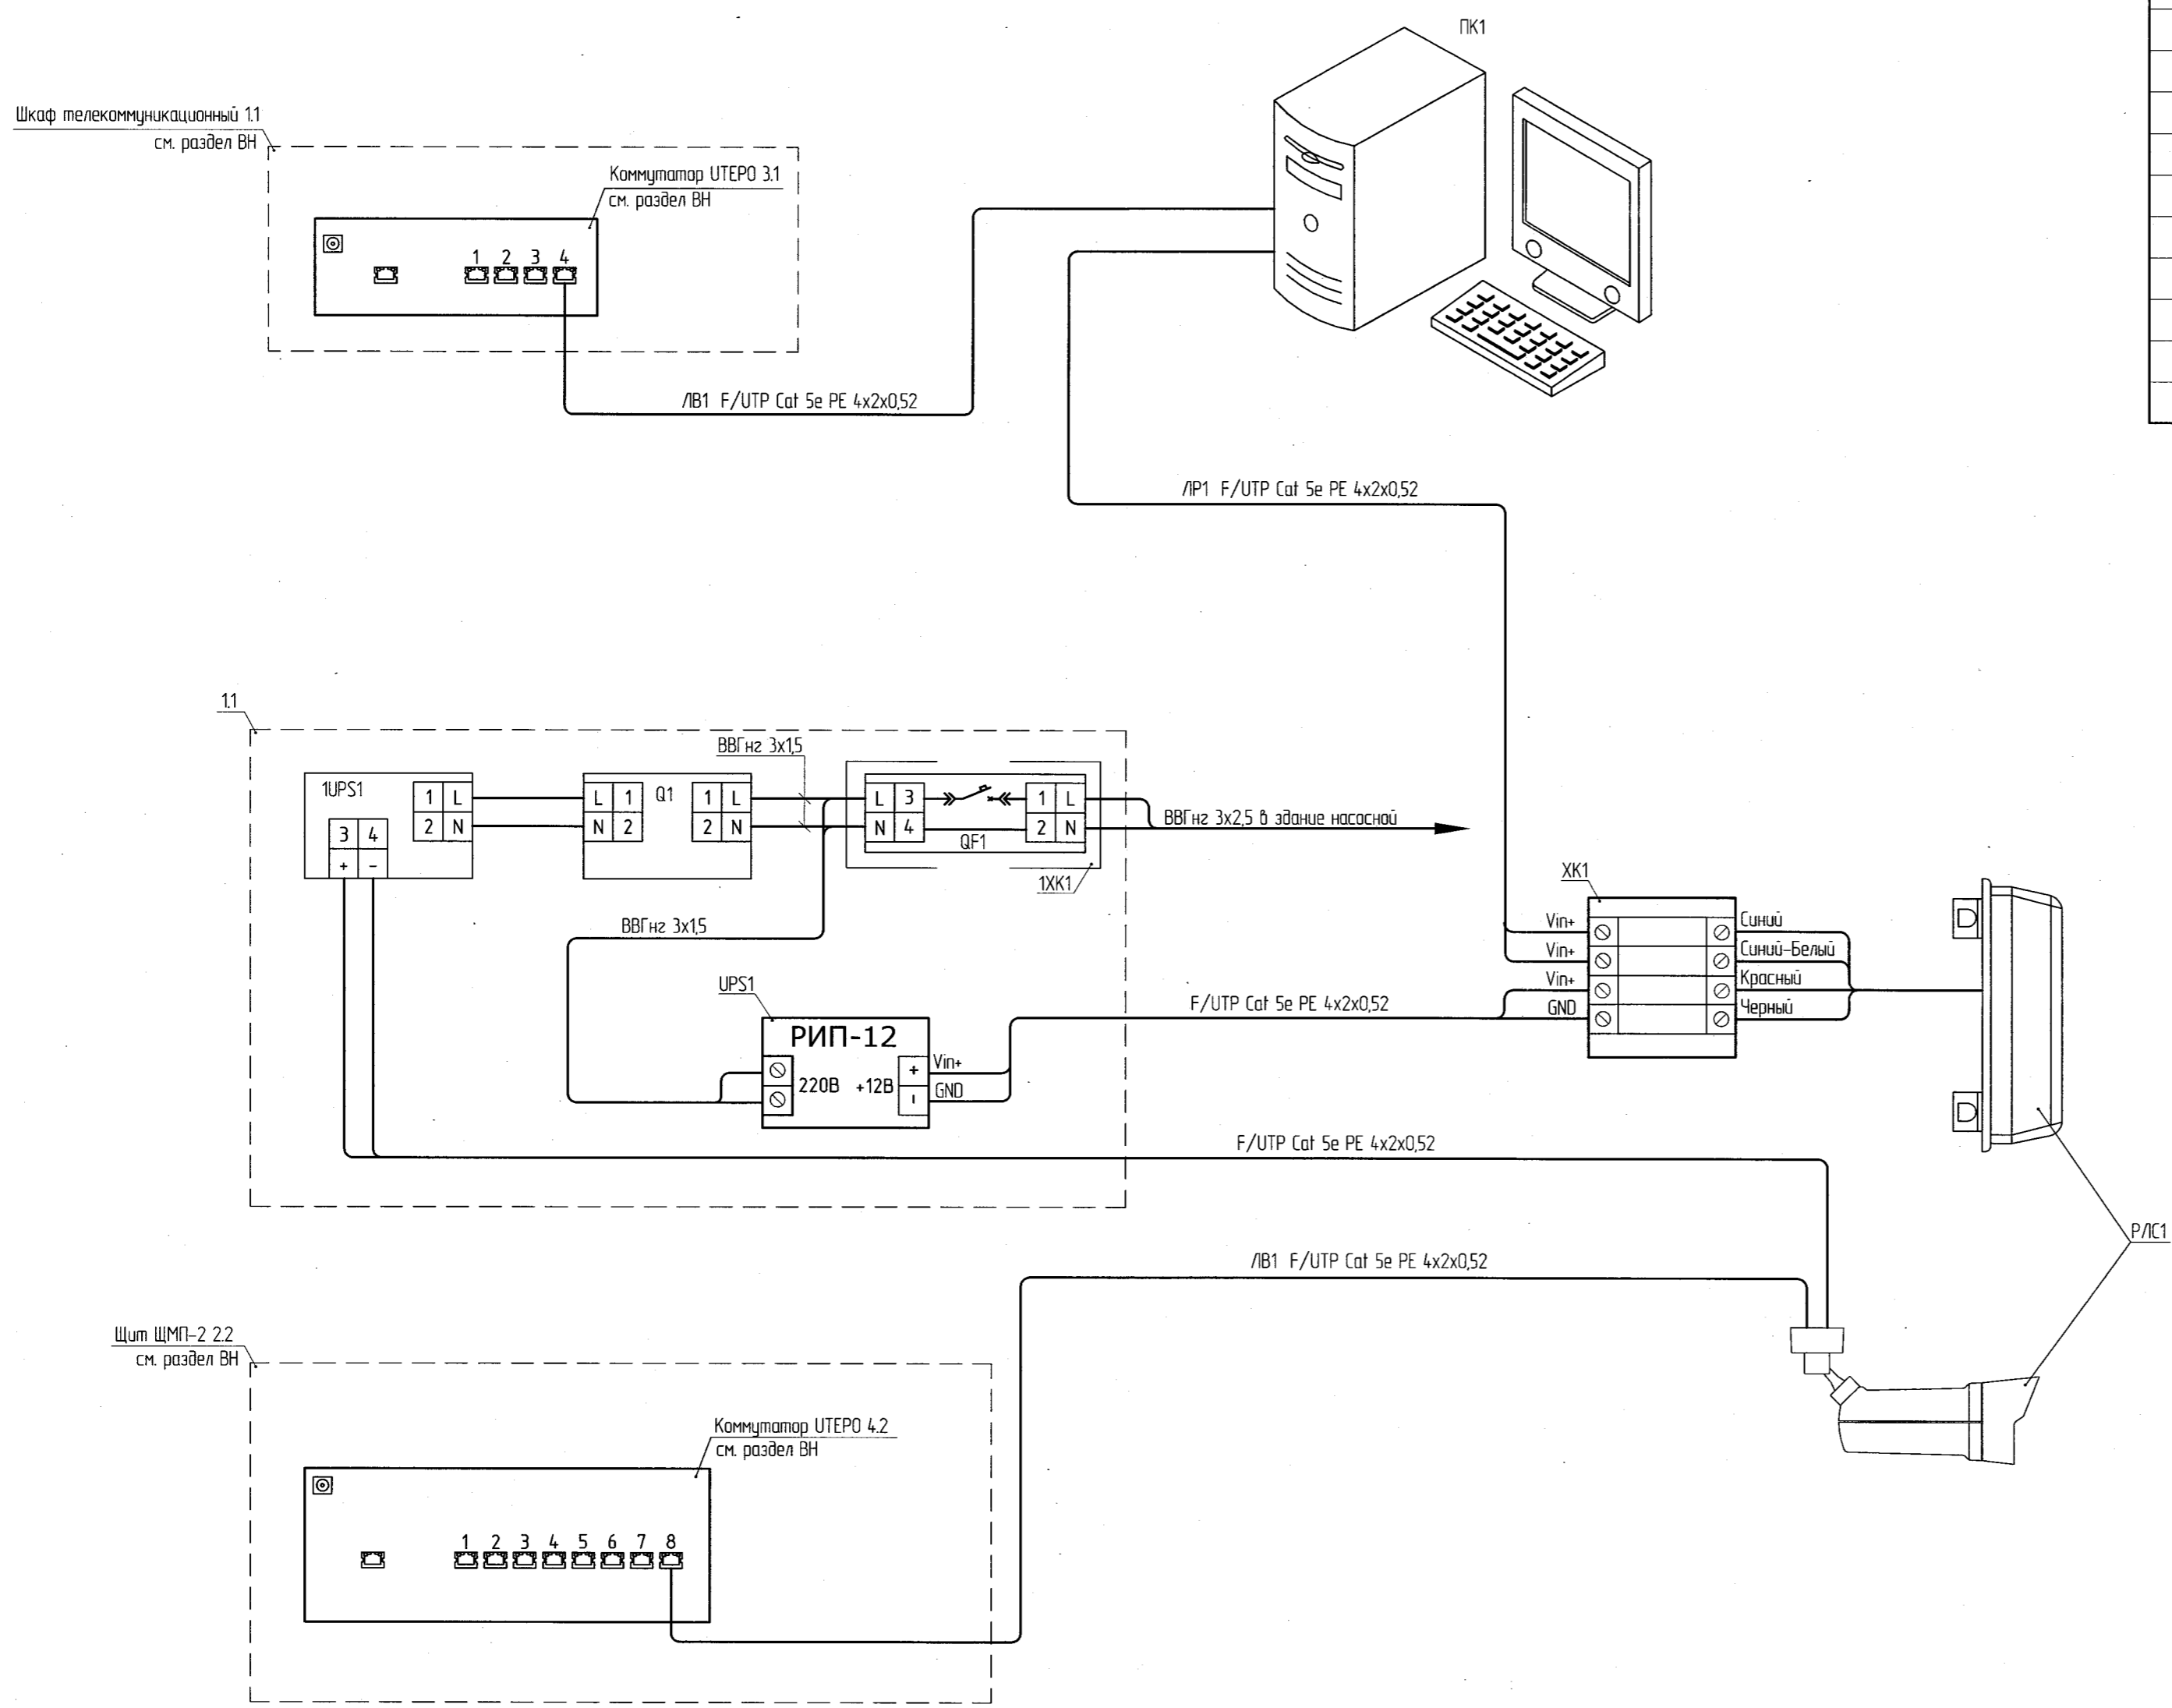 ПК1
Шкаф телекоммуникационный 1.1
см. раздел ВН
Коммутатор UTEPO 3.1
см. раздел ВН
1 2 3 4
ЛВ1 F/UTP Cat 5e PE 4x2x0,52
ЛР1 F/UTP Cat 5e PE 4x2x0,52
1.1
ВВГнг 3x1,5
1UPS1
1 L
2 N
3 4
+ -
L 1
N 2
Q1
1 L
2 N
L 3
N 4
QF1
1 L
2 N
1ХК1
ВВГнг 3x2,5 в здание насосной
ВВГнг 3x1,5
UPS1
РИП-12
220В +12В
+
-
Vin+
GND
F/UTP Cat 5e PE 4x2x0,52
ХК1
Vin+
Vin+
Vin+
GND
Синий
Синий-Белый
Красный
Черный
F/UTP Cat 5e PE 4x2x0,52
РЛС1
ЛВ1 F/UTP Cat 5e PE 4x2x0,52
Щит ЩМП-2 2.2
см. раздел ВН
Коммутатор UTEPO 4.2
см. раздел ВН
1 2 3 4 5 6 7 8